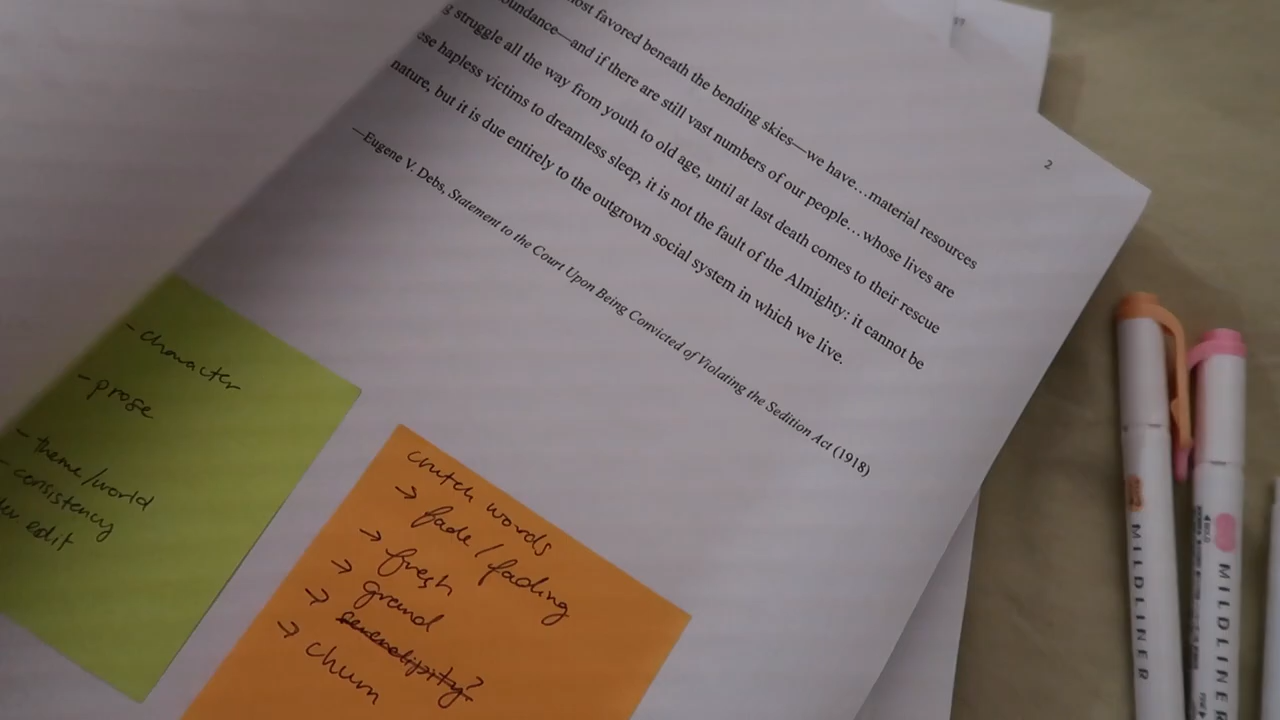 most favored beneath the bending skies—we have…material resources
abundance—and if there are still vast numbers of our people…whose lives are
struggle all the way from youth to old age, until at last death comes to their rescue
these hapless victims to dreamless sleep, it is not the fault of the Almighty: it cannot be
nature, but it is due entirely to the outgrown social system in which we live.
—Eugene V. Debs, Statement to the Court Upon Being Convicted of Violating the Sedition Act (1918)
2
- character
- prose
- theme/world
- consistency
edit
crutch words
→ fade / fading
→ fresh
→ grand
→ serendipity?
→ churn
MILDLINER
MILDLINER